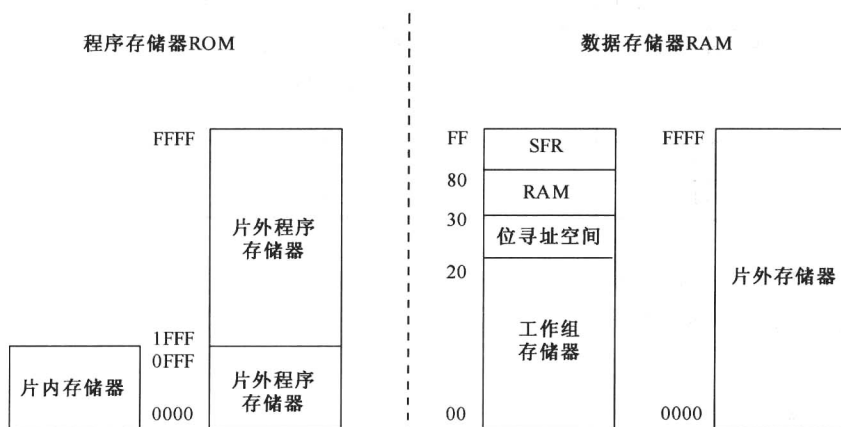 程序存储器ROM
数据存储器RAM
FFFF
片外程序
存储器
1FFF
0FFF
片内存储器
片外程序
存储器
0000
FF
SFR
80
RAM
30
位寻址空间
20
工作组
存储器
00
FFFF
片外存储器
0000